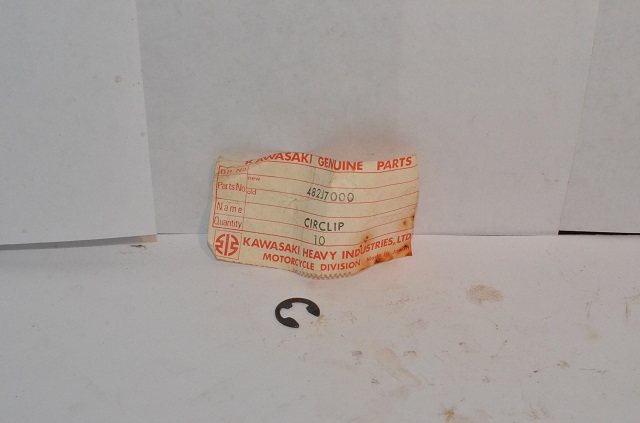 KAWASAKI GENUINE PARTS
Parts No. 482J7000
Name CIRCLIP
Quantity 10
KAWASAKI HEAVY INDUSTRIES, LTD.
MOTORCYCLE DIVISION